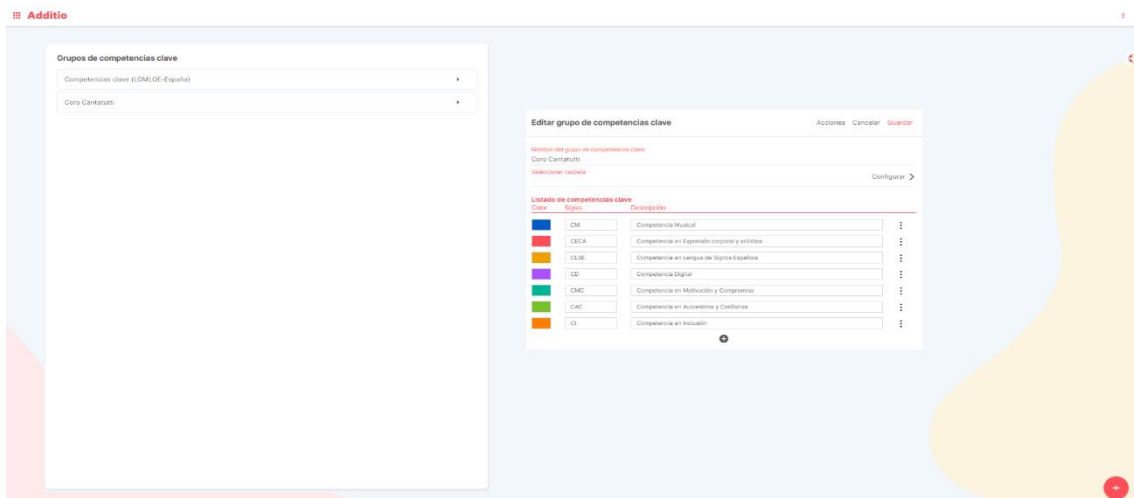 Additio
Grupos de competencias clave
Competencias clave (LOMLOE-España)
Coro Cantatutti
Editar grupo de competencias clave Acciones Cancelar Guardar
Nombre del grupo de competencias clave
Coro Cantatutti
Seleccionar carpeta
Configurar
Listado de competencias clave
Color Siglas Descripción
CM Competencia Musical
CECA Competencia en Expresión corporal y artística
CLSE Competencia en Lengua de Signos Española
CD Competencia Digital
CMC Competencia en Motivación y Compromiso
CAC Competencia en Autoestima y Confianza
CI Competencia en Inclusión